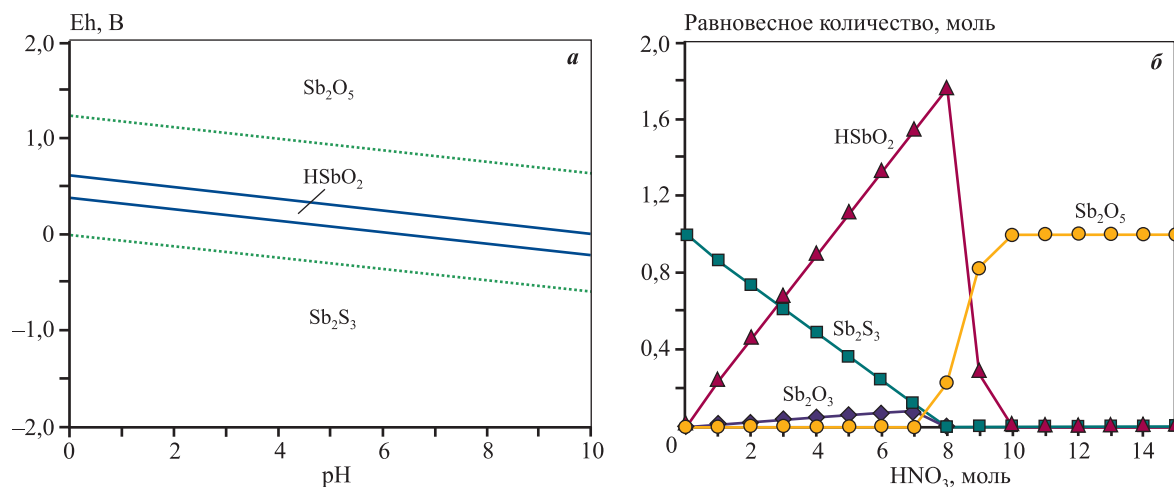 Eh, В
а
2,0
Sb₂O₅
1,0
HSbO₂
0
Sb₂S₃
–1,0
–2,0
0 2 4 6 8 10
pH
Равновесное количество, моль
б
2,0
1,6
HSbO₂
1,2
Sb₂O₅
0,8
Sb₂S₃
0,4
Sb₂O₃
0 2 4 6 8 10 12 14
HNO₃, моль